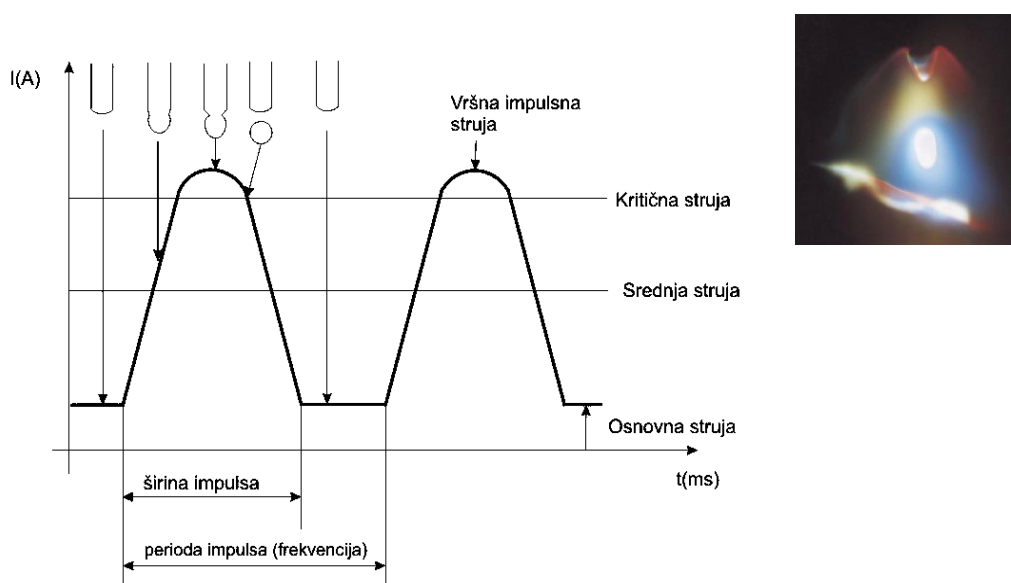 I(A)
Vršna impulsna
struja
Kritična struja
Srednja struja
Osnovna struja
t(ms)
širina impulsa
perioda impulsa (frekvencija)